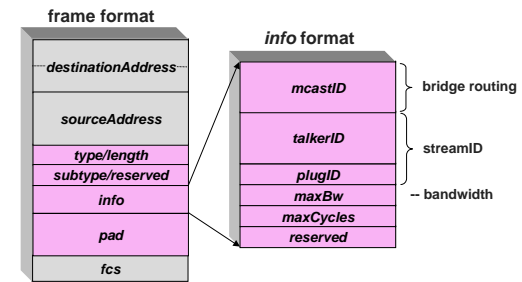 frame format
destinationAddress
sourceAddress
type/length
subtype/reserved
info
pad
fcs
info format
mcastID
talkerID
plugID
maxBw
maxCycles
reserved
bridge routing
streamID
-- bandwidth